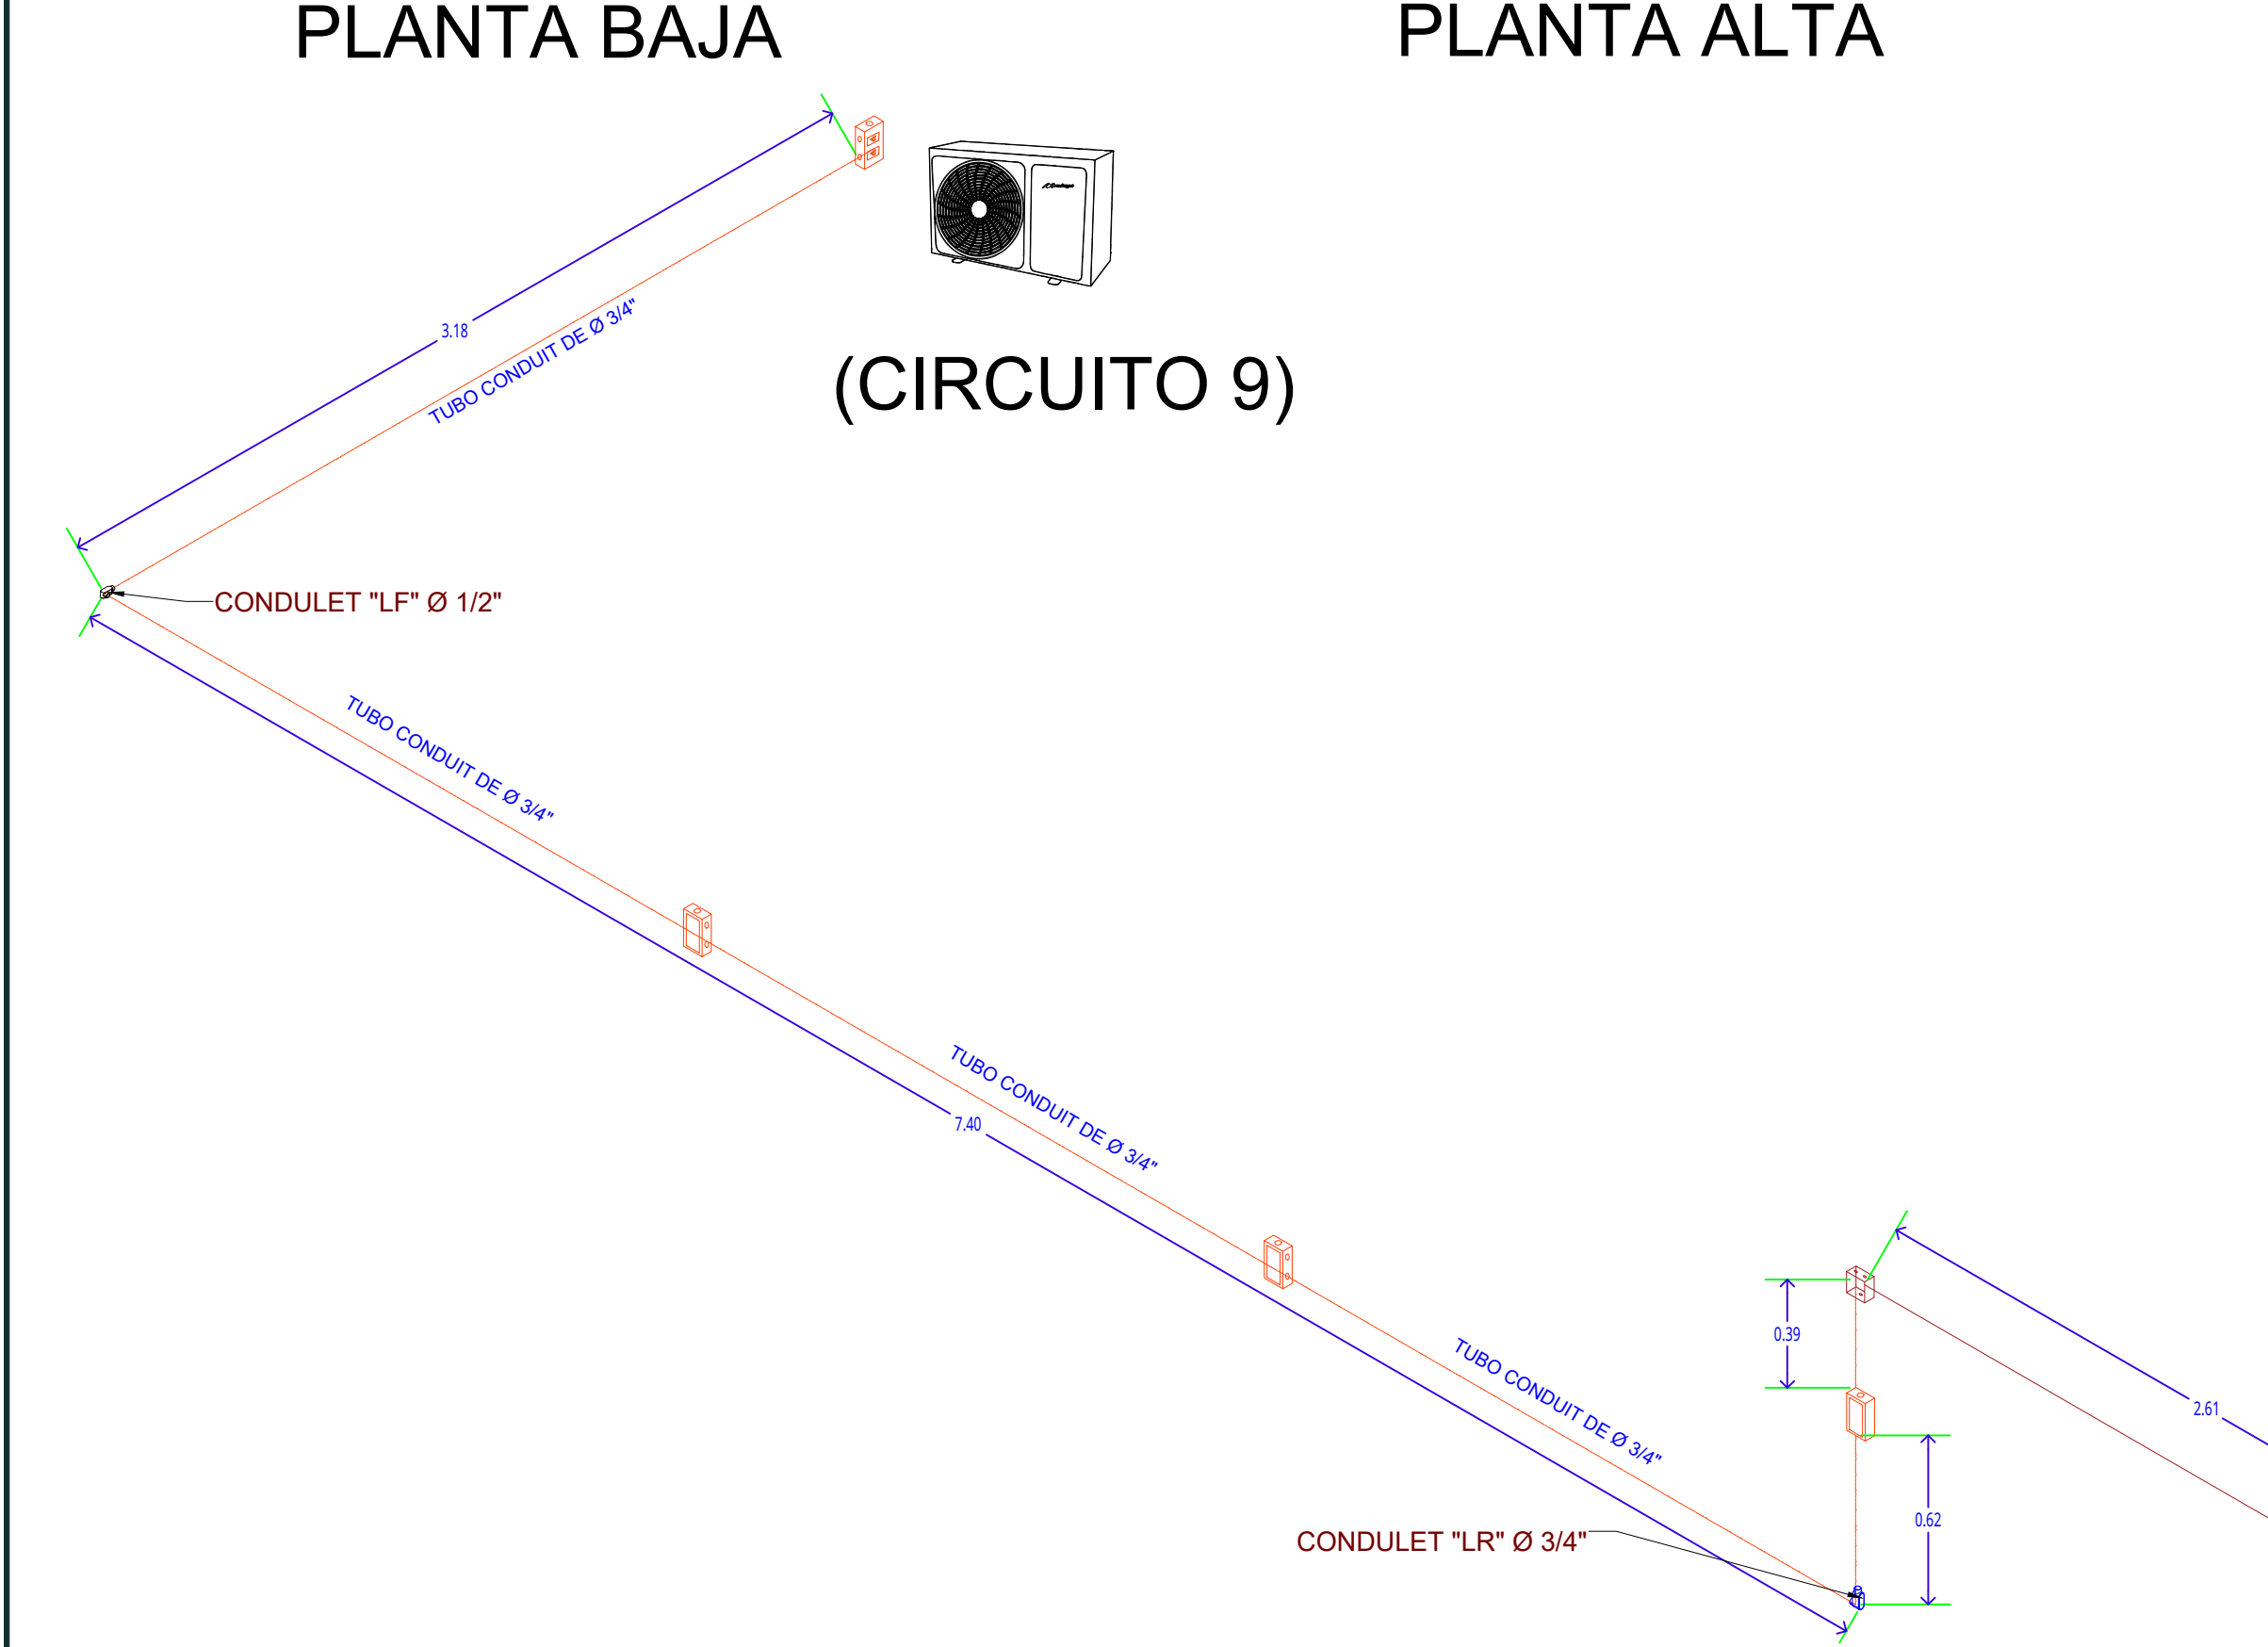 PLANTA BAJA
PLANTA ALTA
3.18
TUBO CONDUIT DE Ø 3/4"
(CIRCUITO 9)
CONDULET "LF" Ø 1/2"
TUBO CONDUIT DE Ø 3/4"
TUBO CONDUIT DE Ø 3/4"
7.40
0.39
TUBO CONDUIT DE Ø 3/4"
2.61
0.62
CONDULET "LR" Ø 3/4"